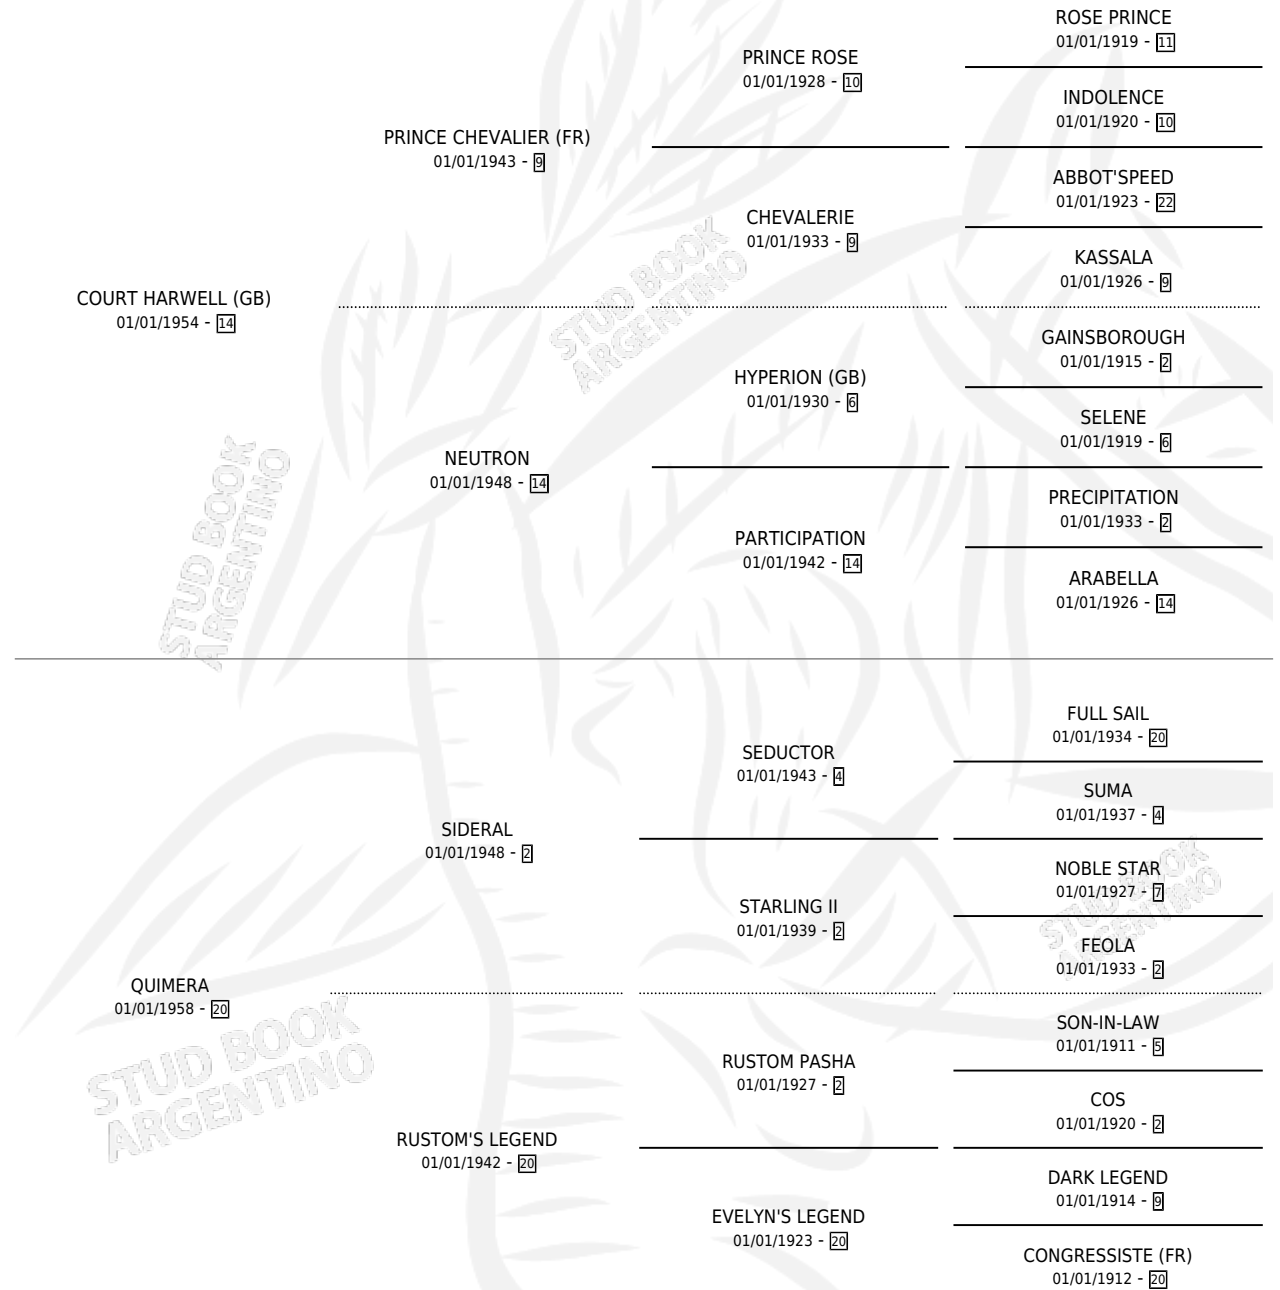 ROSE PRINCE
01/01/1919 - 11
PRINCE ROSE
01/01/1928 - 10
INDOLENCE
01/01/1920 - 10
PRINCE CHEVALIER (FR)
01/01/1943 - 9
ABBOT'SPEED
01/01/1923 - 22
CHEVALERIE
01/01/1933 - 9
KASSALA
01/01/1926 - 9
COURT HARWELL (GB)
01/01/1954 - 14
STUD BOOK
ARGENTINO
GAINSBOROUGH
01/01/1915 - 2
HYPERION (GB)
01/01/1930 - 6
SELENE
01/01/1919 - 6
NEUTRON
01/01/1948 - 14
PRECIPITATION
01/01/1933 - 2
PARTICIPATION
01/01/1942 - 14
ARABELLA
01/01/1926 - 14
STUD BOOK
ARGENTINO
FULL SAIL
01/01/1934 - 20
SEDUCTOR
01/01/1943 - 4
SUMA
01/01/1937 - 4
SIDERAL
01/01/1948 - 2
NOBLE STAR
01/01/1927 - 7
STARLING II
01/01/1939 - 2
STUD BOOK
ARGENTINO
FEOLA
01/01/1933 - 2
QUIMERA
01/01/1958 - 20
SON-IN-LAW
01/01/1911 - 5
RUSTOM PASHA
01/01/1927 - 2
STUD BOOK
ARGENTINO
COS
01/01/1920 - 2
RUSTOM'S LEGEND
01/01/1942 - 20
DARK LEGEND
01/01/1914 - 9
EVELYN'S LEGEND
01/01/1923 - 20
CONGRESSISTE (FR)
01/01/1912 - 20